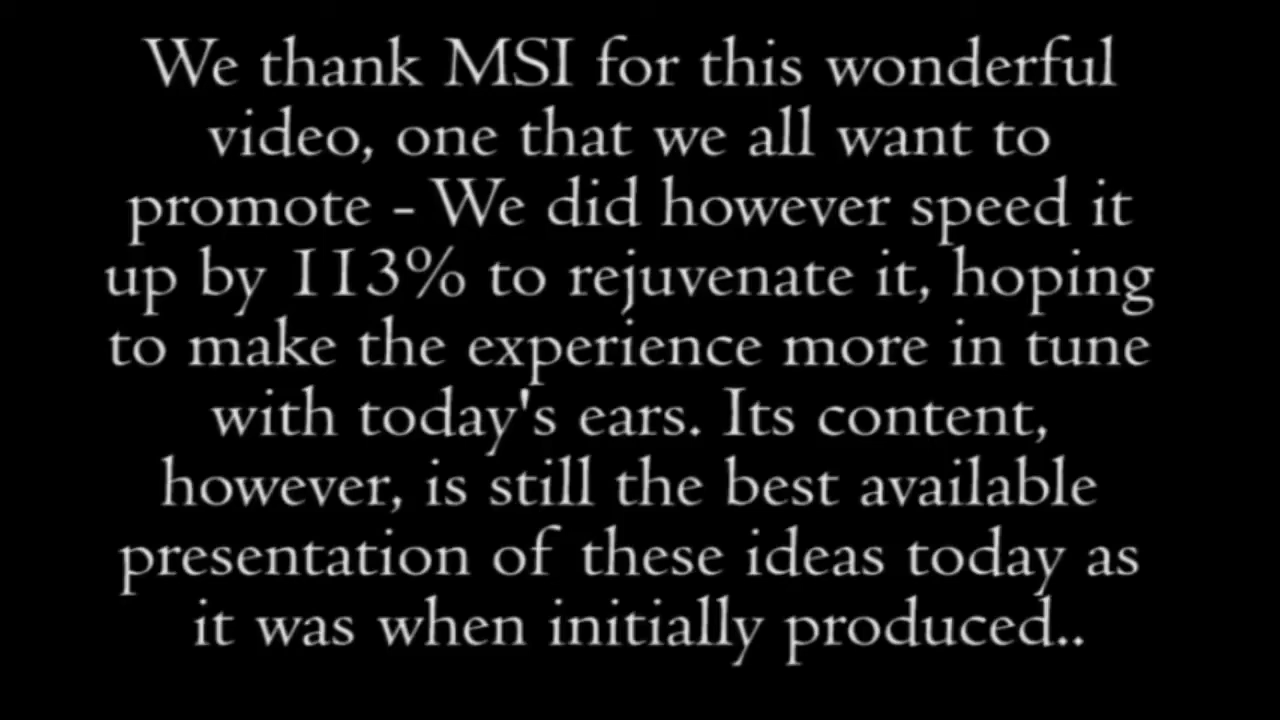 We thank MSI for this wonderful
video, one that we all want to
promote - We did however speed it
up by 113% to rejuvenate it, hoping
to make the experience more in tune
with today's ears. Its content,
however, is still the best available
presentation of these ideas today as
it was when initially produced..